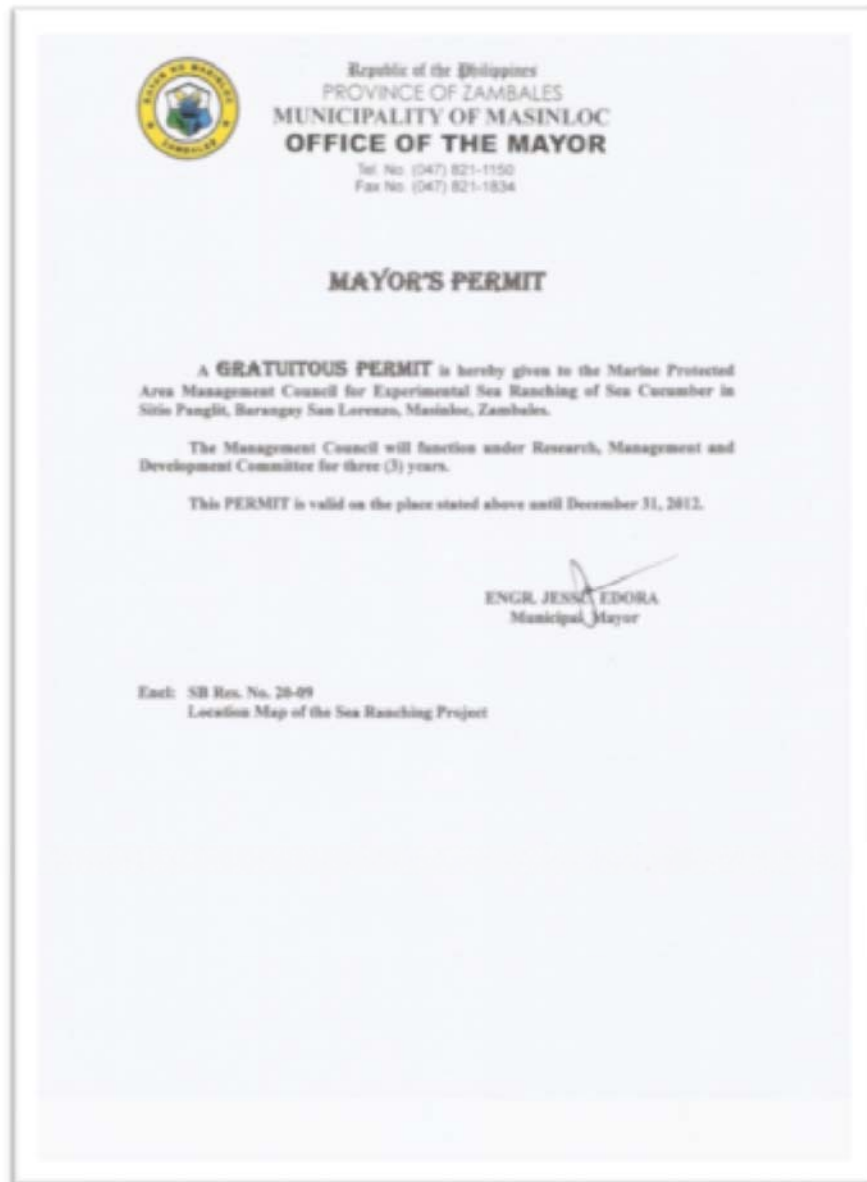 BAYAN NG MASINLOC
ZAMBALES
Republic of the Philippines
PROVINCE OF ZAMBALES
MUNICIPALITY OF MASINLOC
OFFICE OF THE MAYOR
Tel. No. (047) 821-1150
Fax No. (047) 821-1834
MAYOR'S PERMIT
A GRATUITOUS PERMIT is hereby given to the Marine Protected
Area Management Council for Experimental Sea Ranching of Sea Cucumber in
Sitio Panglit, Barangay San Lorenzo, Masinloc, Zambales.
The Management Council will function under Research, Management and
Development Committee for three (3) years.
This PERMIT is valid on the place stated above until December 31, 2012.
ENGR. EDORA
Municipal Mayor
Encl: SB Res. No. 20-09
Location Map of the Sea Ranching Project